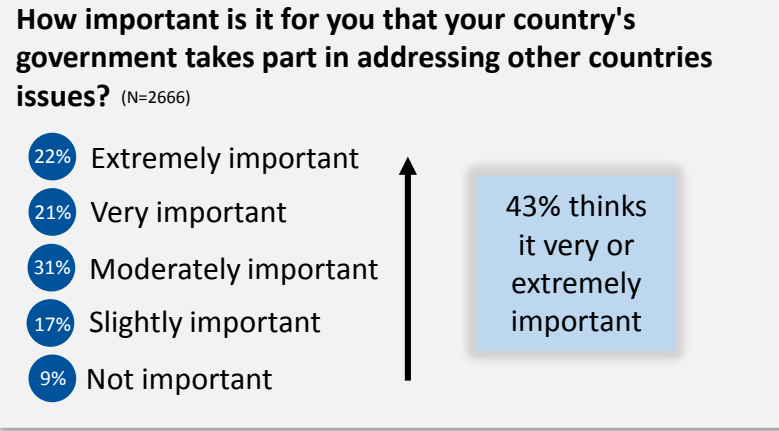 How important is it for you that your country's
government takes part in addressing other countries
issues? (N=2666)
22% Extremely important
21% Very important
31% Moderately important
17% Slightly important
9% Not important
43% thinks
it very or
extremely
important